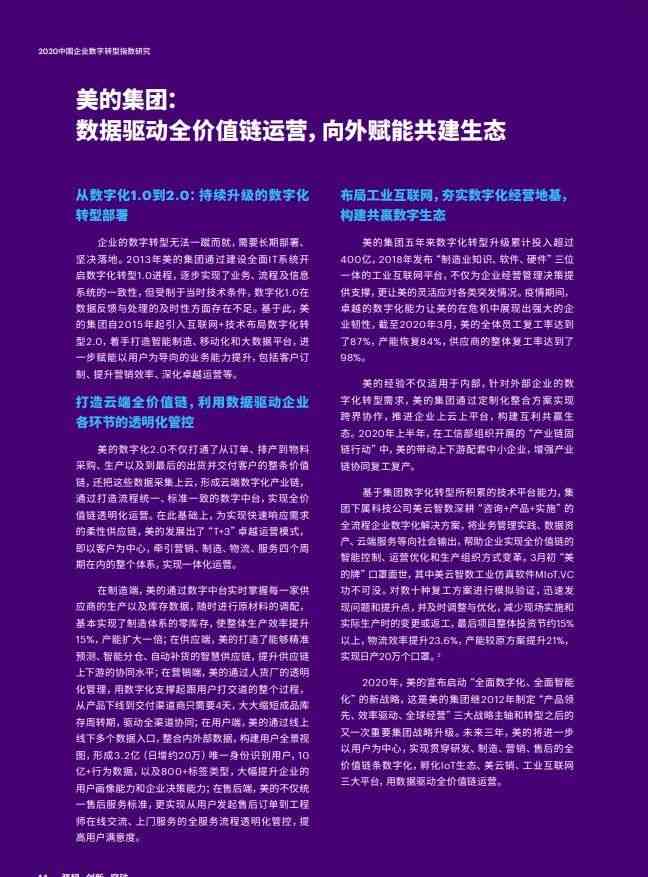 2020中国企业数字转型指数研究
美的集团：
数据驱动全价值链运营，向外赋能共建生态
从数字化1.0到2.0：持续升级的数字化
转型部署
企业的数字转型无法一蹴而就，需要长期部署、
坚决落地。2013年美的集团通过建设全面IT系统开
启数字化转型1.0进程，逐步实现了业务、流程及信息
系统的一致性，但受制于当时技术条件，数字化1.0在
数据反馈与处理的及时性方面存在不足。基于此，美
的集团自2015年起引入互联网+技术布局数字化转
型2.0，着手打造智能制造、移动化和大数据平台，进
一步赋能以用户为导向的业务能力提升，包括客户订
制、提升营销效率、深化卓越运营等。
打造云端全价值链，利用数据驱动企业
各环节的透明化管控
美的数字化2.0不仅打通了从订单、排产到物料
采购、生产以及到最后的出货并交付客户的整条价值
链，还把这些数据采集上云，形成云端数字化产业链，
通过打造流程统一、标准一致的数字中台，实现全价
值链透明化运营。在此基础上，为实现快速响应需求
的柔性供应链，美的发展出了“T+3”卓越运营模式，
即以客户为中心，牵引营销、制造、物流、服务四个周
期在内的整个体系，实现一体化运营。
在制造端，美的通过数字中台实时掌握每一家供
应商的生产以及库存数据，随时进行原材料的调配，
基本实现了制造体系的零库存，使整体生产效率提升
15%，产能扩大一倍；在供应端，美的打造了能够精准
预测、智能分仓、自动补货的智慧供应链，提升供应链
上下游的协同水平；在营销端，美的通过人货厂的透明
化管理，用数字化支撑起跟用户打交道的整个过程，
从产品下线到交付渠道商只需要4天，大大缩短成品库
存周转期，驱动全渠道协同；在用户端，美的通过线上
线下多个数据入口，整合内外部数据，构建用户全景视
图，形成3.2亿（日增约20万）唯一身份识别用户，10
亿+行为数据，以及800+标签类型，大幅提升企业的
用户画像能力和企业决策能力；在售后端，美的不仅统
一售后服务标准，更实现从用户发起售后订单到工程
师在线交流、上门服务的全服务流程透明化管控，提
高用户满意度。
布局工业互联网，夯实数字化经营地基，
构建共赢数字生态
美的集团五年来数字化转型升级累计投入超过
400亿，2018年发布“制造业知识、软件、硬件”三位
一体的工业互联网平台，不仅为企业经营管理决策提
供支撑，更让美的灵活应对各类突发情况。疫情期间，
卓越的数字化能力让美的在危机中展现出强大的企
业韧性，截至2020年3月，美的全体员工复工率达到
了87%，产能恢复84%，供应商的整体复工率达到了
98%。
美的经验不仅适用于内部，针对外部企业的数
字化转型需求，美的集团通过定制化整合方案实现
跨界协作，推进企业上云上平台，构建互利共赢生
态。2020年上半年，在工信部组织开展的“产业链固
链行动”中，美的带动上下游配套中小企业，增强产业
链协同复工复产。
基于集团数字化转型所积累的技术平台能力，集
团下属科技公司美云智数深耕“咨询+产品+实施”的
全流程企业数字化解决方案，将业务管理实践、数据资
产、云端服务等向社会输出，帮助企业实现全价值链的
智能控制、运营优化和生产组织方式变革。3月初“美
的牌”口罩面世，其中美云智数工业仿真软件MIoT.VC
功不可没。对数十种复工方案进行模拟验证，迅速发
现问题和提升点，并及时调整与优化，减少现场实施和
实际生产时的变更或返工，最后项目整体投资节约15%
以上，物流效率提升23.6%，产能较原方案提升21%，
实现日产20万个口罩。²
2020年，美的宣布启动“全面数字化、全面智能
化”的新战略，这是美的集团继2012年制定“产品领
先、效率驱动、全球经营”三大战略主轴和转型之后的
又一次重要集团战略升级。未来三年，美的将进一步
以用户为中心，实现贯穿研发、制造、营销、售后的全
价值链条数字化，孵化IoT生态、美云销、工业互联网
三大平台，用数据驱动全价值链运营。